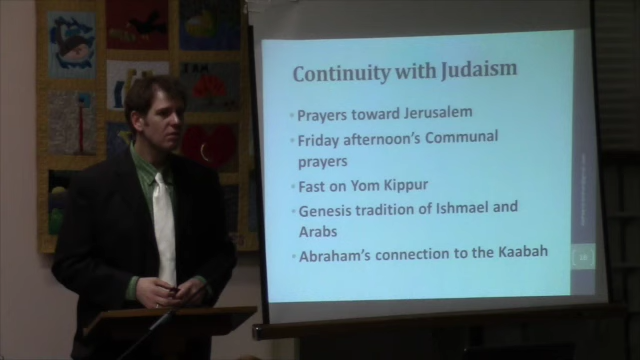 Continuity with Judaism
Prayers toward Jerusalem
Friday afternoon's Communal
prayers
Fast on Yom Kippur
Genesis tradition of Ishmael and
Arabs
Abraham's connection to the Kaabah